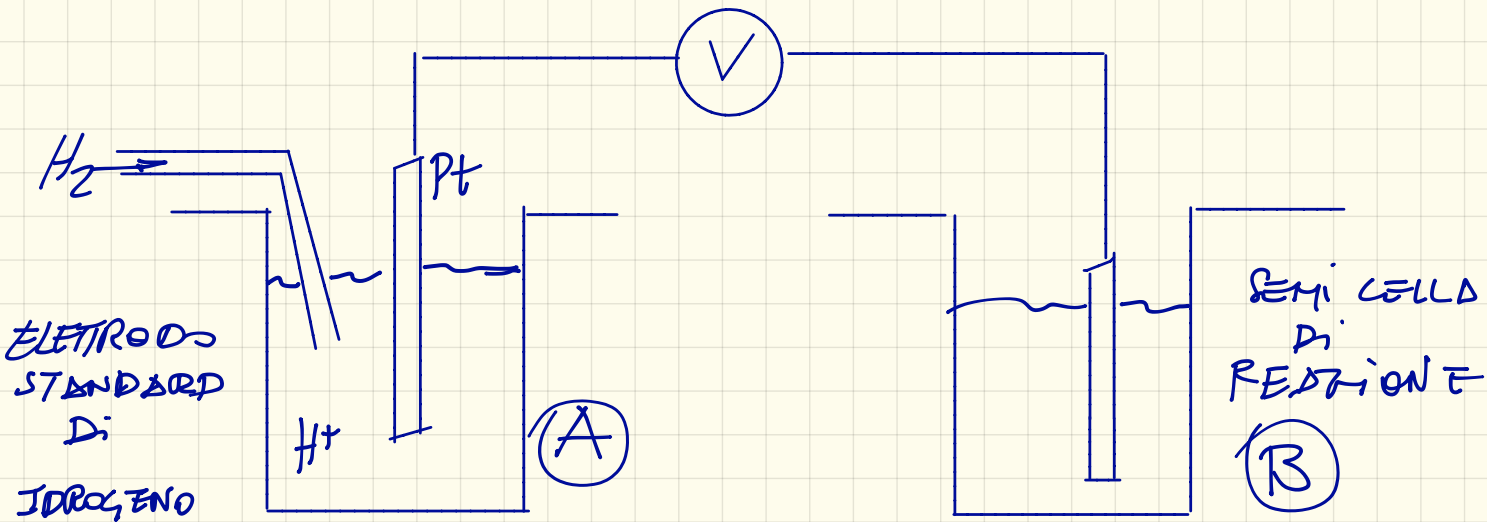 V
H2
Pt
ELETTRODO
STANDARD
Di
IDROGENO
H+
A
SEMi CELLA
Di
REAZIONE
B